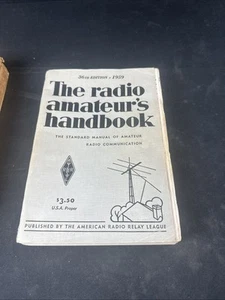 36TH EDITION · 1959
The radio
amateur's
handbook
THE STANDARD MANUAL OF AMATEUR
RADIO COMMUNICATION
$3.50
U.S.A. Proper
PUBLISHED BY THE AMERICAN RADIO RELAY LEAGUE